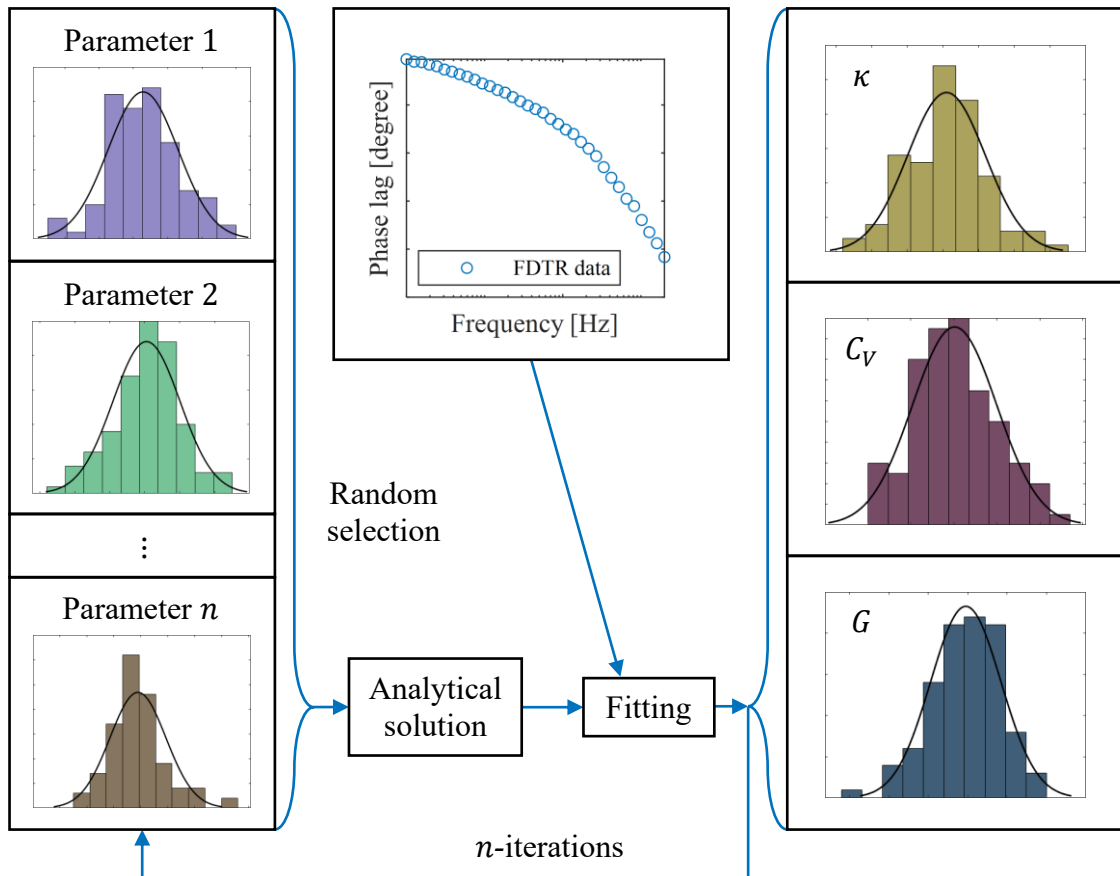 Parameter 1
Parameter 2
⋮
Parameter n
Phase lag [degree]
FDTR data
Frequency [Hz]
Random
selection
Analytical
solution
Fitting
n-iterations
κ
C_V
G